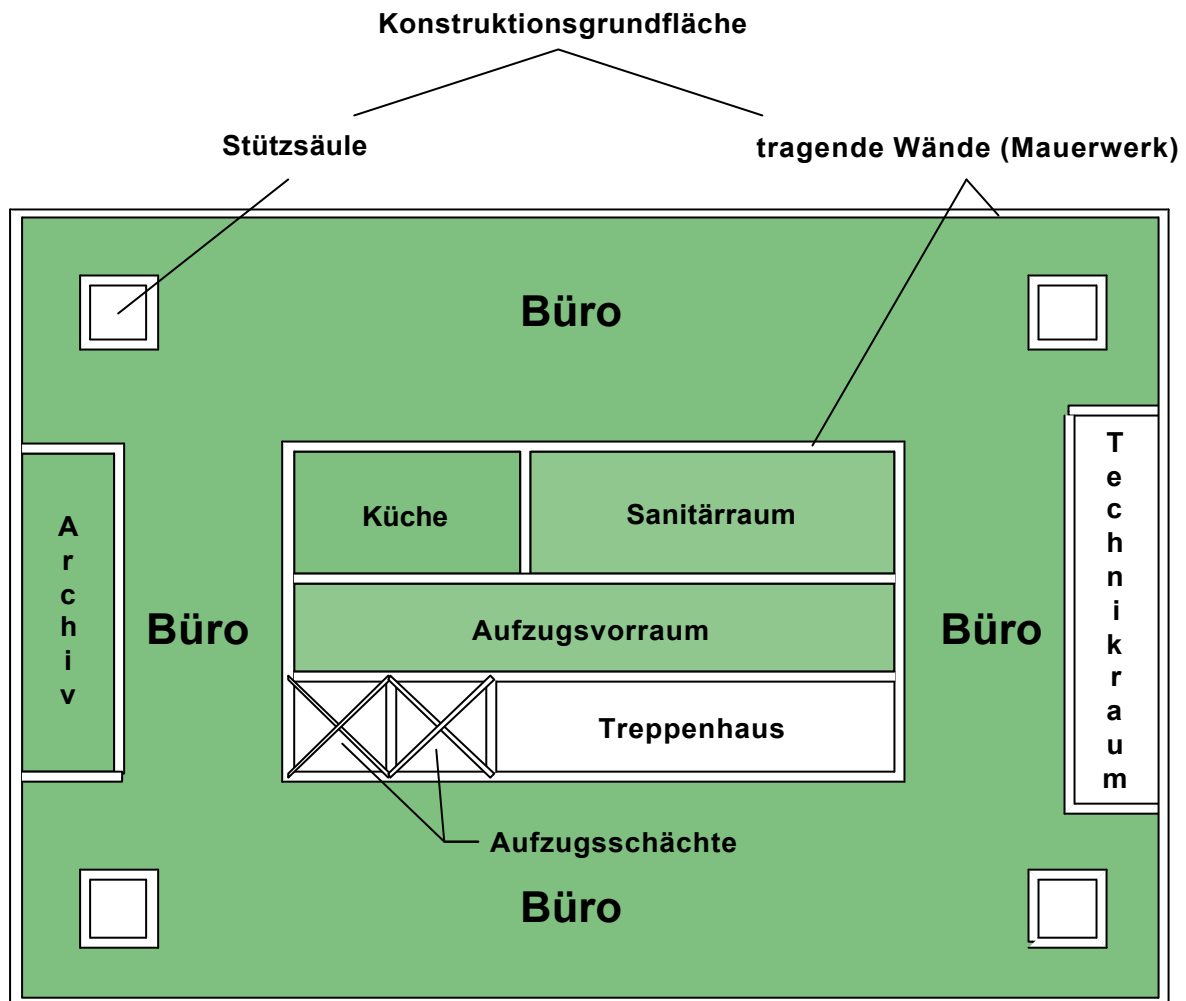 Konstruktionsgrundfläche
Stützsäule
tragende Wände (Mauerwerk)
Büro
Küche
Sanitärraum
Archiv
Büro
Aufzugsvorraum
Büro
Technikraum
Treppenhaus
Aufzugsschächte
Büro